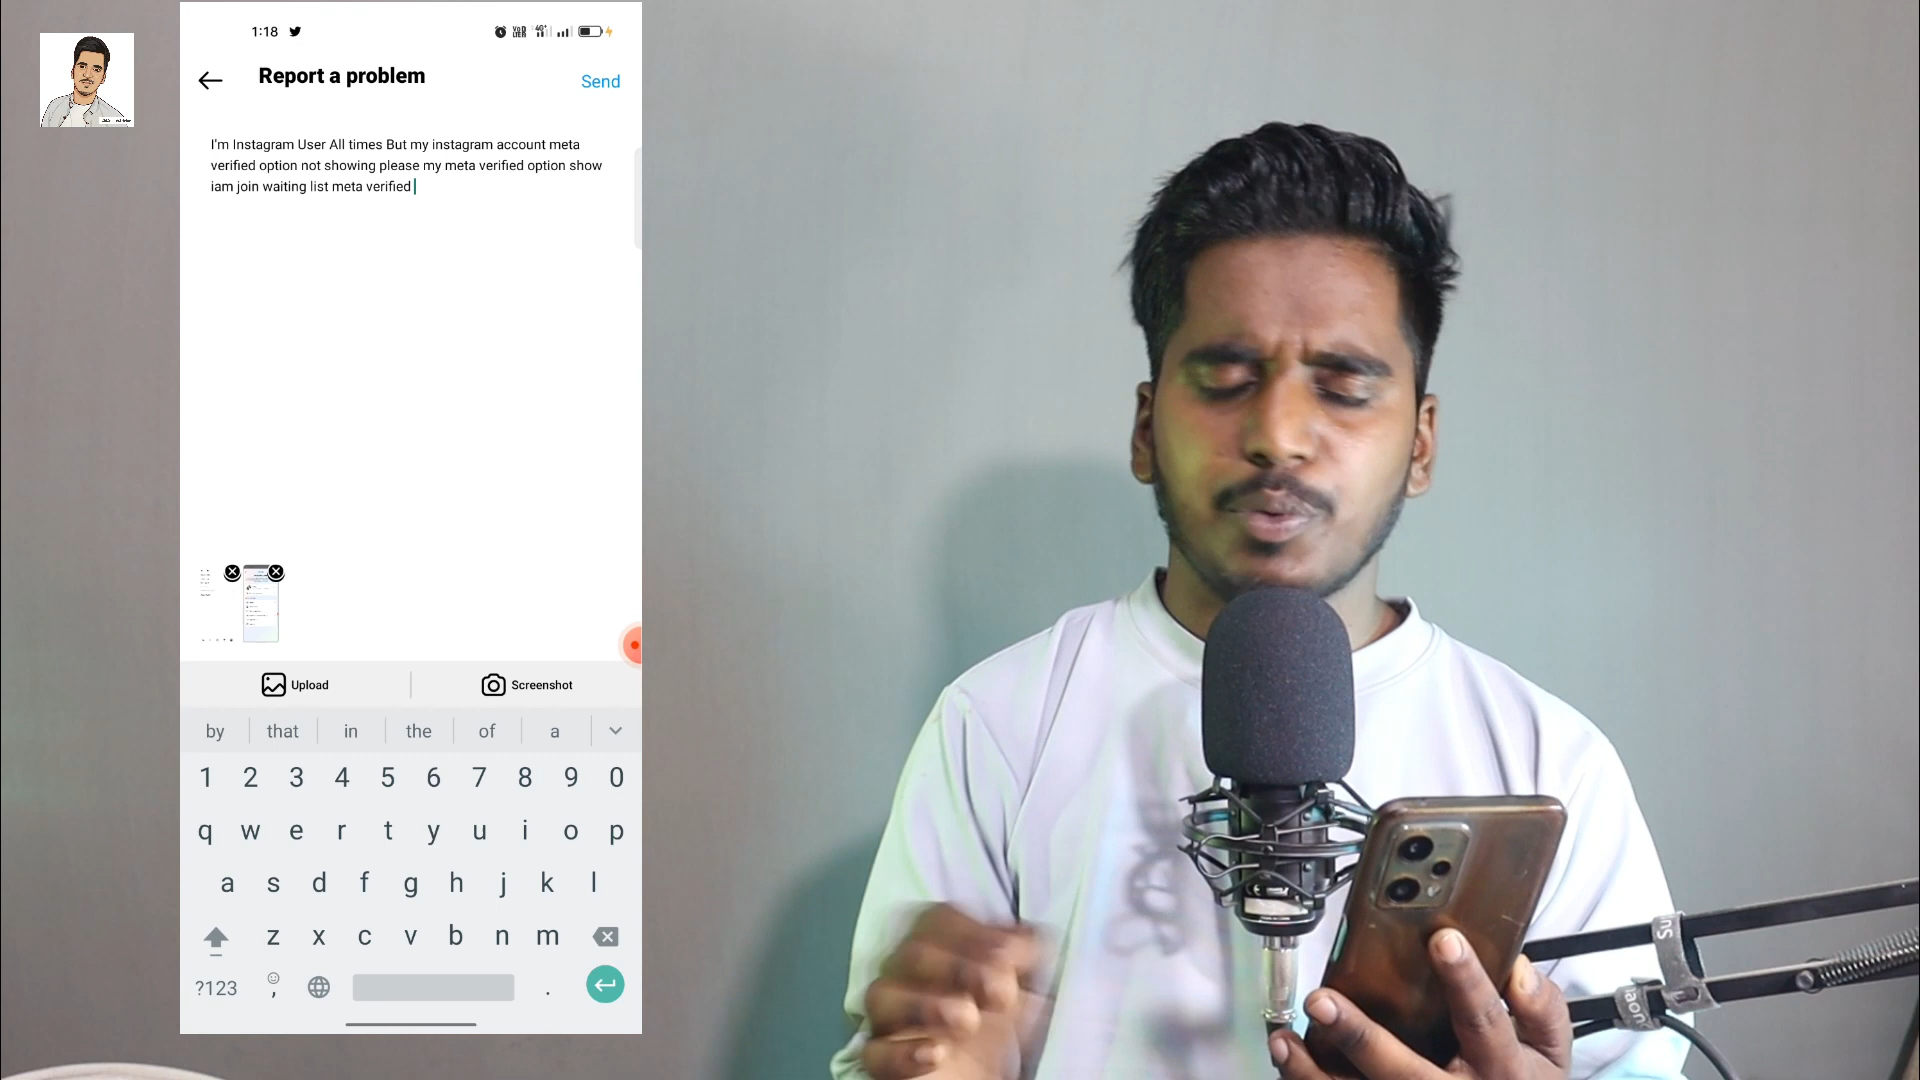 1:18
Report a problem
Send
I'm Instagram User All times But my instagram account meta
verified option not showing please my meta verified option show
iam join waiting list meta verified
Upload
Screenshot
by that in the of a
1 2 3 4 5 6 7 8 9 0
q w e r t y u i o p
a s d f g h j k l
z x c v b n m
?123 , .